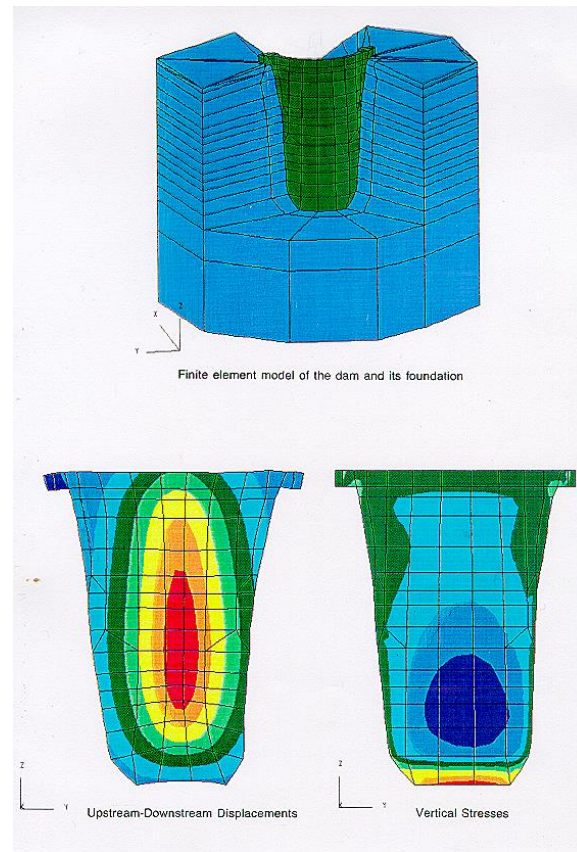 Z
X
Y
Finite element model of the dam and its foundation
Z
X
Y
Upstream-Downstream Displacements
Z
X
Y
Vertical Stresses